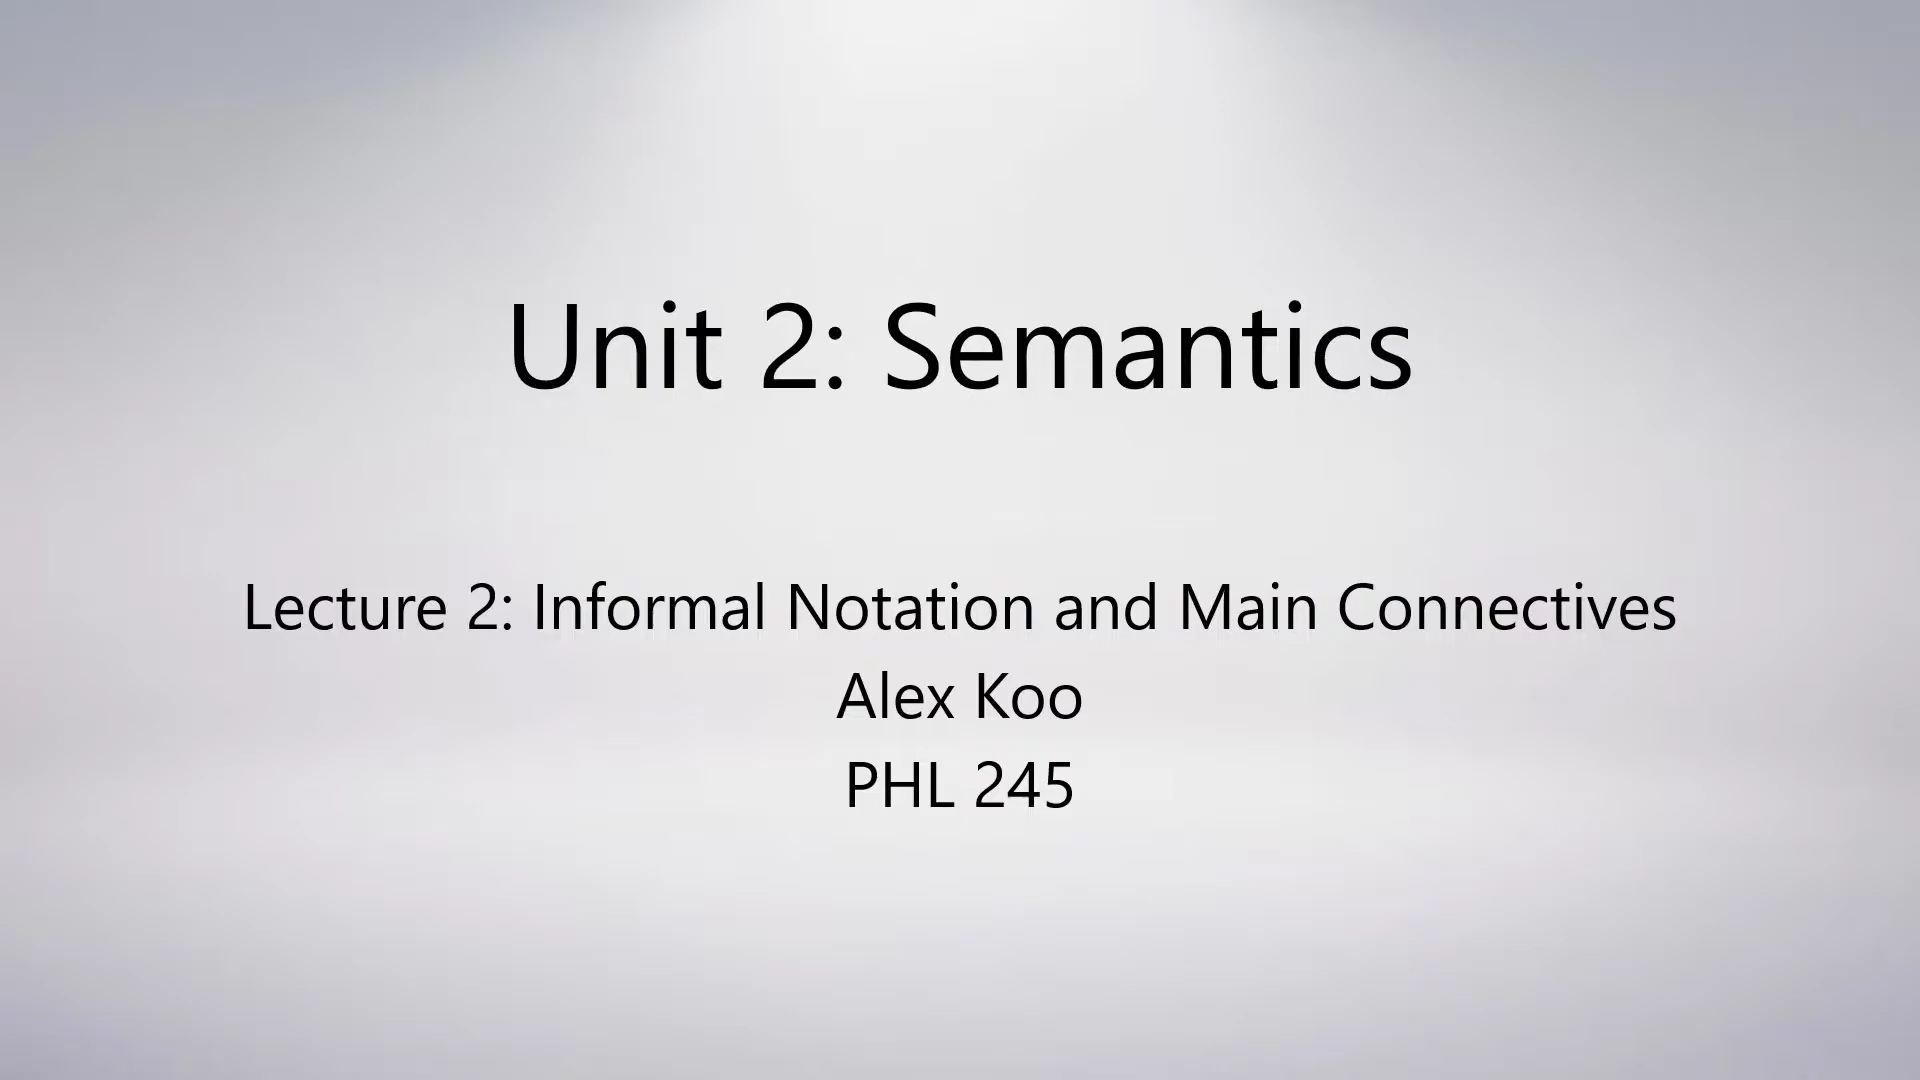 Unit 2: Semantics
Lecture 2: Informal Notation and Main Connectives
Alex Koo
PHL 245